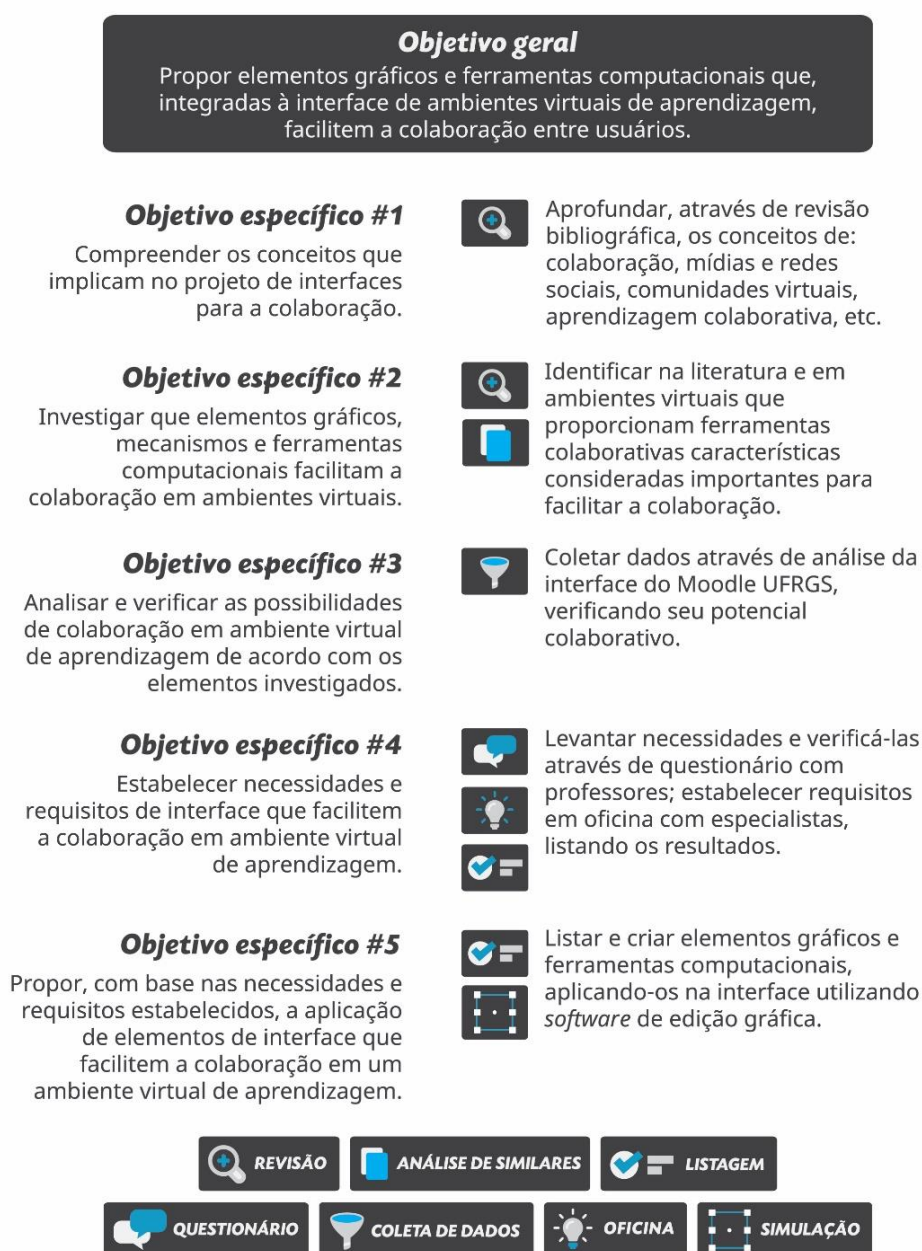 Objetivo geral
Propor elementos gráficos e ferramentas computacionais que,
integradas à interface de ambientes virtuais de aprendizagem,
facilitem a colaboração entre usuários.
Objetivo específico #1
Compreender os conceitos que
implicam no projeto de interfaces
para a colaboração.
Aprofundar, através de revisão
bibliográfica, os conceitos de:
colaboração, mídias e redes
sociais, comunidades virtuais,
aprendizagem colaborativa, etc.
Objetivo específico #2
Investigar que elementos gráficos,
mecanismos e ferramentas
computacionais facilitam a
colaboração em ambientes virtuais.
Identificar na literatura e em
ambientes virtuais que
proporcionam ferramentas
colaborativas características
consideradas importantes para
facilitar a colaboração.
Objetivo específico #3
Analisar e verificar as possibilidades
de colaboração em ambiente virtual
de aprendizagem de acordo com os
elementos investigados.
Coletar dados através de análise da
interface do Moodle UFRGS,
verificando seu potencial
colaborativo.
Objetivo específico #4
Estabelecer necessidades e
requisitos de interface que facilitem
a colaboração em ambiente virtual
de aprendizagem.
Levantar necessidades e verificá-las
através de questionário com
professores; estabelecer requisitos
em oficina com especialistas,
listando os resultados.
Objetivo específico #5
Propor, com base nas necessidades e
requisitos estabelecidos, a aplicação
de elementos de interface que
facilitem a colaboração em um
ambiente virtual de aprendizagem.
Listar e criar elementos gráficos e
ferramentas computacionais,
aplicando-os na interface utilizando
software de edição gráfica.
REVISÃO ANÁLISE DE SIMILARES LISTAGEM
QUESTIONÁRIO COLETA DE DADOS OFICINA SIMULAÇÃO